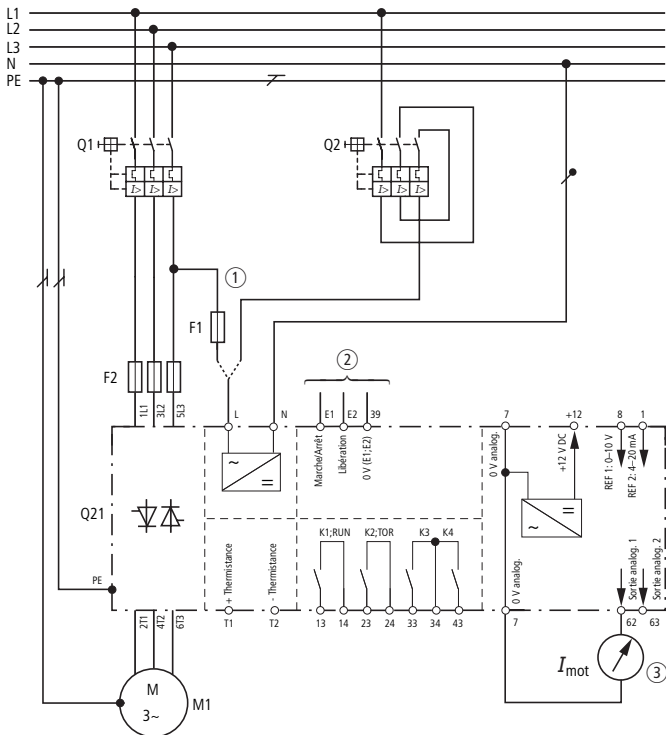 L1
L2
L3
N
PE
Q1
I> I> I>
Q2
I> I> I>
1
F1
F2
2
1L1
3L2
5L3
L
N
E1
E2
39
7
+12
8
1
Marche/Arrêt
Libération
0 V (E1;E2)
0 V analog.
+12 V DC
REF 1: 0–10 V
REF 2: 4–20 mA
~
=
=
~
Q21
K1;RUN
K2;TOR
K3
K4
PE
+ Thermistance
- Thermistance
0 V analog.
Sortie analog. 1
Sortie analog. 2
2T1
4T2
6T3
T1
T2
13
14
23
24
33
34
43
7
62
63
M
3~
M1
Imot
3